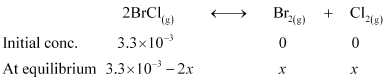 2BrCl(g) ⟷ Br2(g) + Cl2(g)
Initial conc. 3.3×10⁻³ 0 0
At equilibrium 3.3×10⁻³ − 2x x x